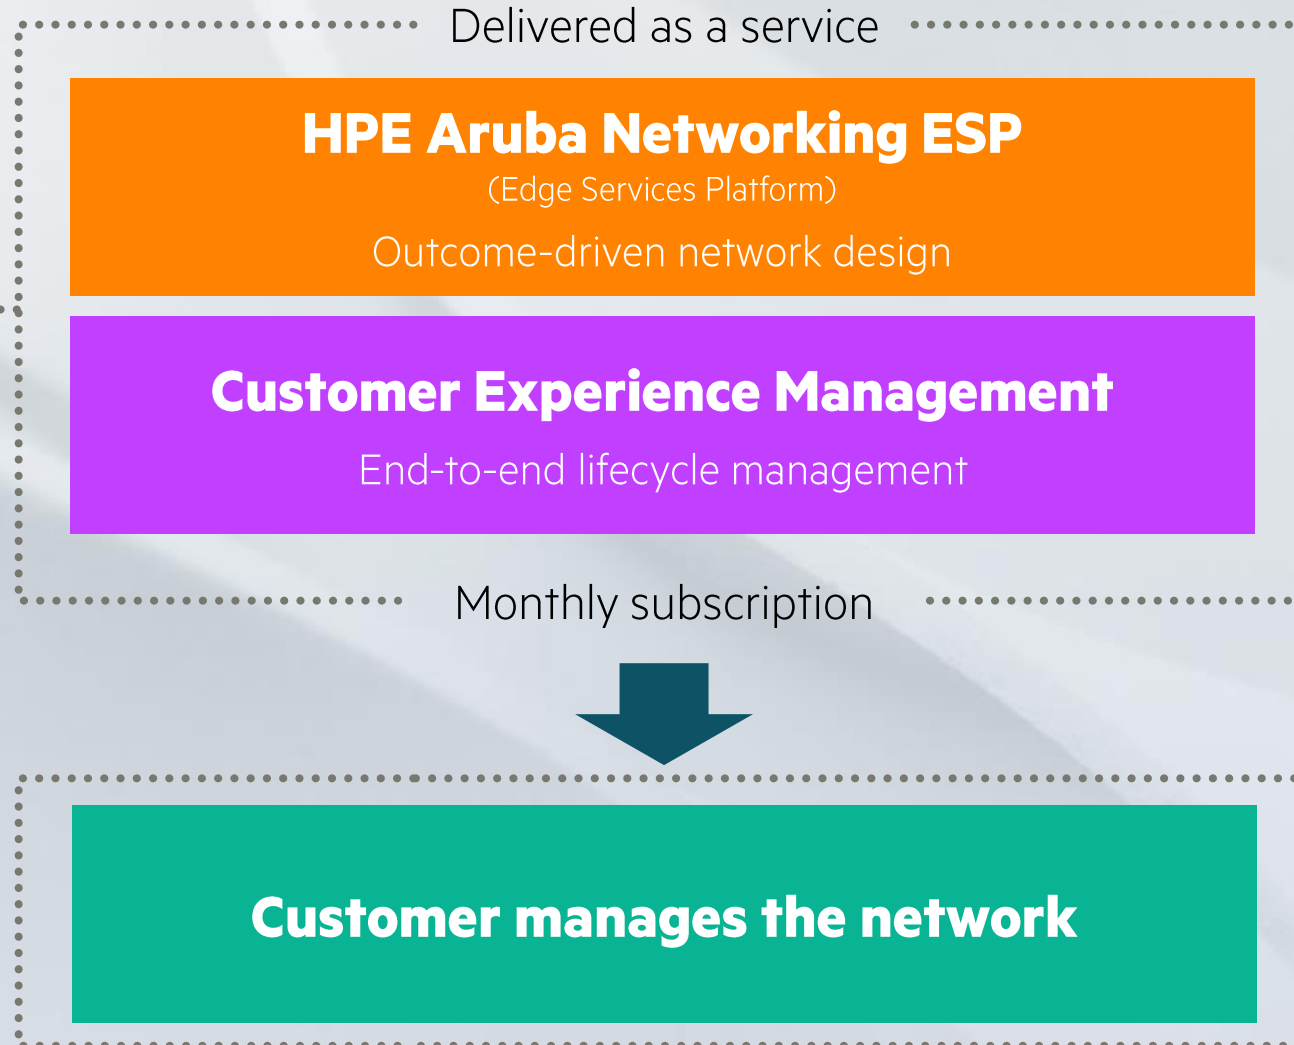 Delivered as a service
HPE Aruba Networking ESP
(Edge Services Platform)
Outcome-driven network design
Customer Experience Management
End-to-end lifecycle management
Monthly subscription
Customer manages the network